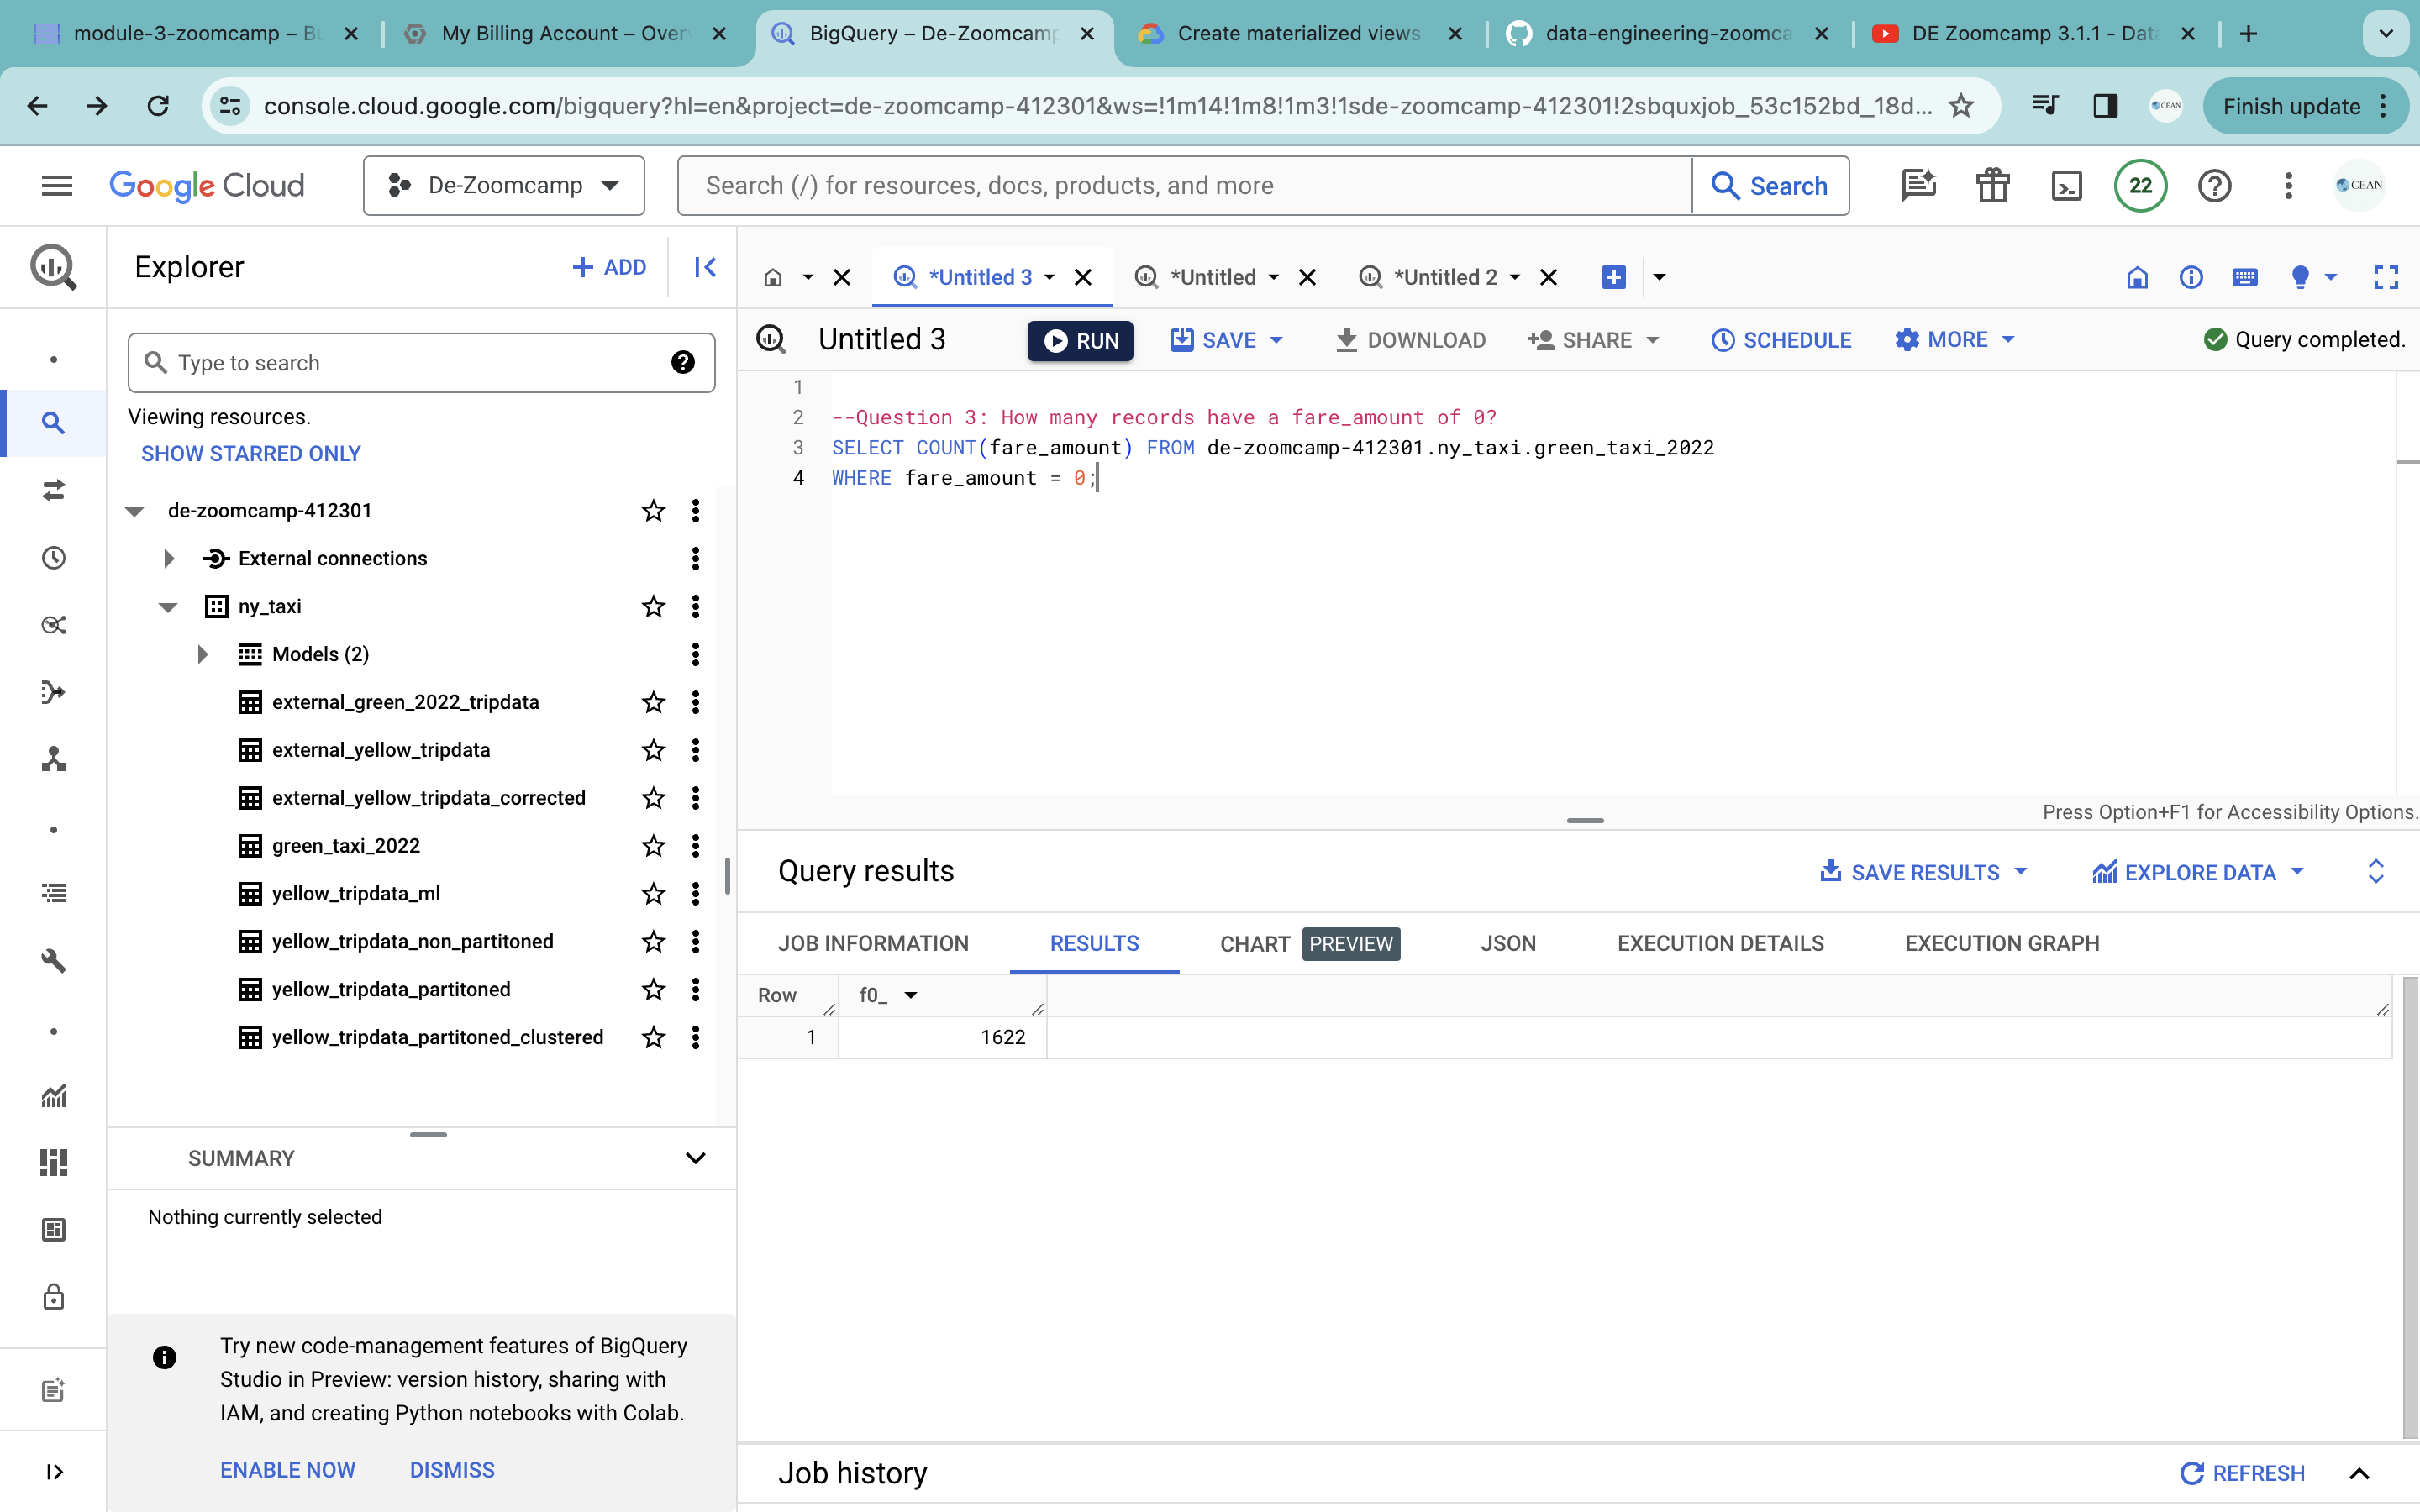 module-3-zoomcamp – Bu
My Billing Account – Over
BigQuery – De-Zoomcamp
Create materialized views
data-engineering-zoomca
DE Zoomcamp 3.1.1 - Data
console.cloud.google.com/bigquery?hl=en&project=de-zoomcamp-412301&ws=!1m14!1m8!1m3!1sde-zoomcamp-412301!2sbquxjob_53c152bd_18d...
CEAN
Finish update
Google Cloud
De-Zoomcamp
Search (/) for resources, docs, products, and more
Search
22
CEAN
Explorer
+ ADD
*Untitled 3
*Untitled
*Untitled 2
Type to search
Viewing resources.
SHOW STARRED ONLY
de-zoomcamp-412301
External connections
ny_taxi
Models (2)
external_green_2022_tripdata
external_yellow_tripdata
external_yellow_tripdata_corrected
green_taxi_2022
yellow_tripdata_ml
yellow_tripdata_non_partitoned
yellow_tripdata_partitoned
yellow_tripdata_partitoned_clustered
SUMMARY
Nothing currently selected
Try new code-management features of BigQuery
Studio in Preview: version history, sharing with
IAM, and creating Python notebooks with Colab.
ENABLE NOW
DISMISS
Untitled 3
RUN
SAVE
DOWNLOAD
SHARE
SCHEDULE
MORE
Query completed.
1
2 --Question 3: How many records have a fare_amount of 0?
3 SELECT COUNT(fare_amount) FROM de-zoomcamp-412301.ny_taxi.green_taxi_2022
4 WHERE fare_amount = 0;
Press Option+F1 for Accessibility Options.
Query results
SAVE RESULTS
EXPLORE DATA
JOB INFORMATION
RESULTS
CHART PREVIEW
JSON
EXECUTION DETAILS
EXECUTION GRAPH
Row f0_
1 1622
Job history
REFRESH